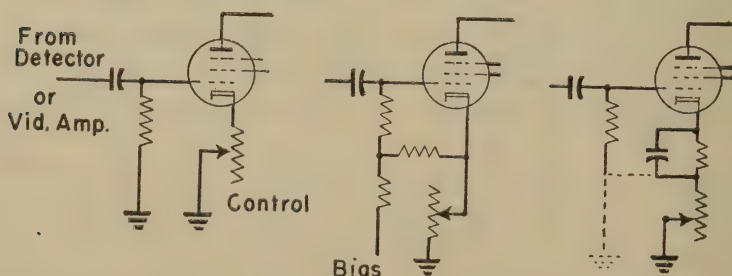 From
Detector
or
Vid. Amp.
Control
Bias